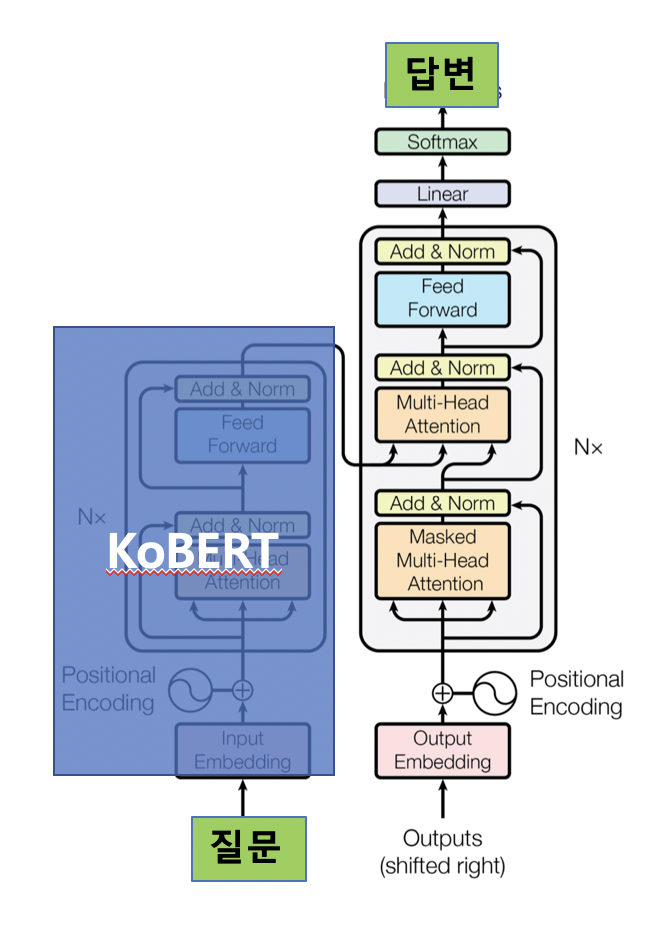 답변
s
Softmax
Linear
Add & Norm
Feed
Forward
Add & Norm
Multi-Head
Attention
Nx
Add & Norm
Masked
Multi-Head
Attention
Positional
Encoding
Output
Embedding
Outputs
(shifted right)
Add & Norm
Feed
Forward
Nx
Add & Norm
KoBERT
Multi-Head
Attention
Positional
Encoding
Input
Embedding
질문